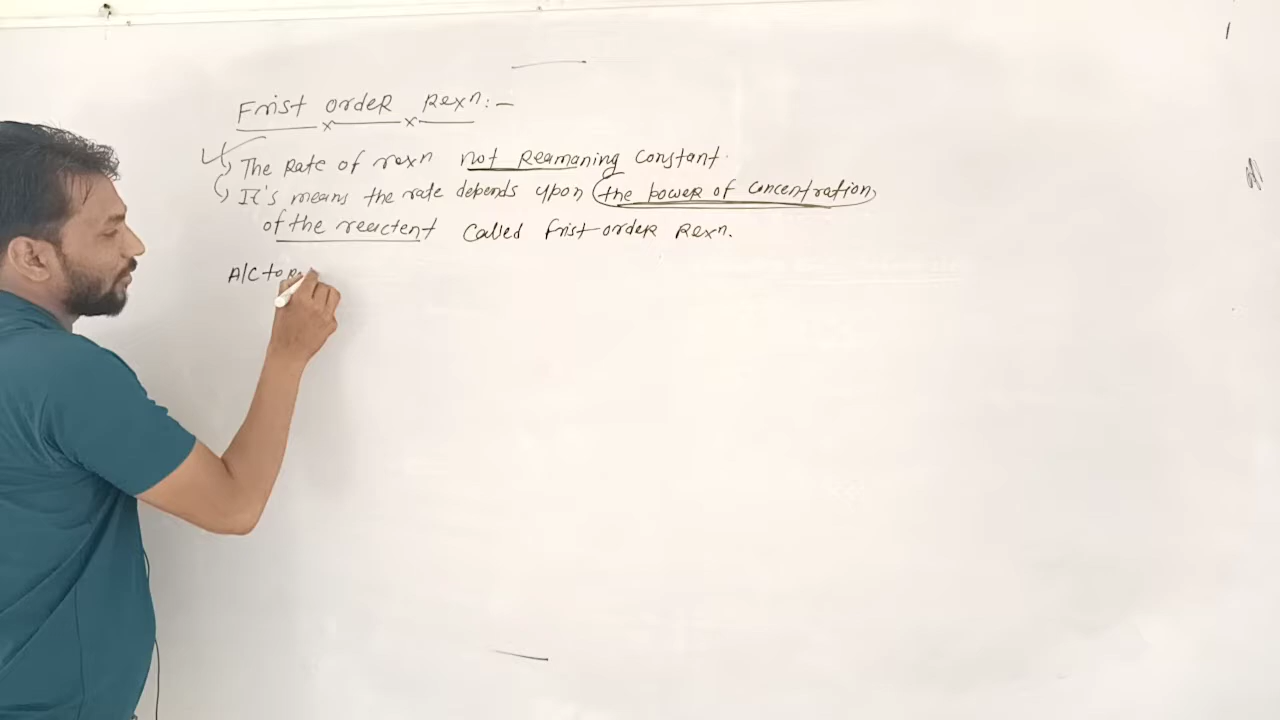 Frist order Rexn:-
The Rate of rexn not Reamaning Constant.
It's means the rate depends upon the power of concentration
of the reactent Called Frist order Rexn.
A/C to